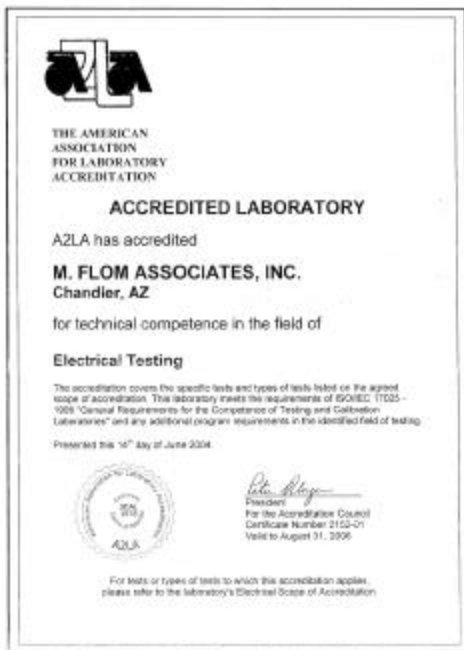 A2LA
THE AMERICAN
ASSOCIATION
FOR LABORATORY
ACCREDITATION
ACCREDITED LABORATORY
A2LA has accredited
M. FLOM ASSOCIATES, INC.
Chandler, AZ
for technical competence in the field of
Electrical Testing
The accreditation covers the specific tests and types of tests listed on the agreed
scope of accreditation. This laboratory meets the requirements of ISO/IEC 17025 -
1999 "General Requirements for the Competence of Testing and Calibration
Laboratories" and any additional program requirements in the identified field of testing.
Presented this 14th day of June 2004.
SEAL
A2LA
President
For the Accreditation Council
Certificate Number 2152-01
Valid to August 31, 2006
For tests or types of tests to which this accreditation applies,
please refer to the laboratory's Electrical Scope of Accreditation